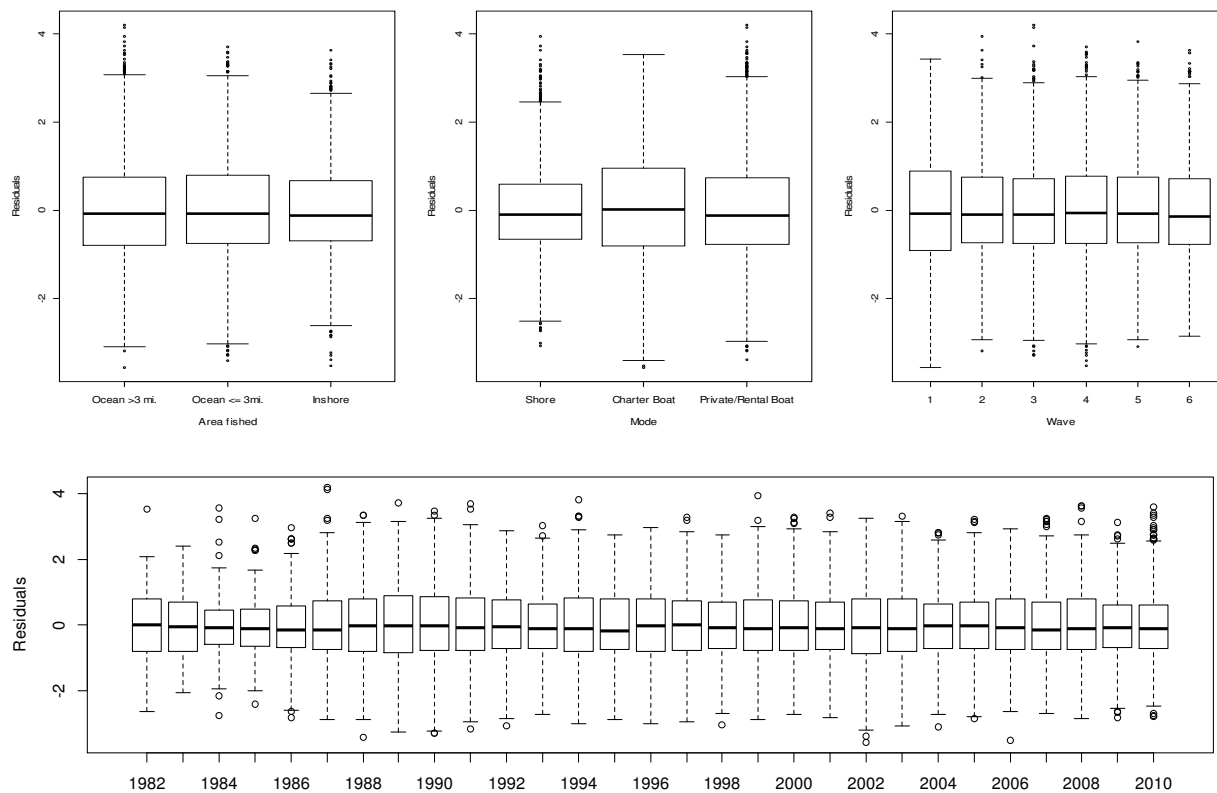 4
2
0
-2
Residuals
Ocean >3 mi.
Ocean <= 3mi.
Inshore
Area fished
4
2
0
-2
Residuals
Shore
Charter Boat
Private/Rental Boat
Mode
4
2
0
-2
Residuals
1 2 3 4 5 6
Wave
4
2
0
-2
Residuals
1982 1984 1986 1988 1990 1992 1994 1996 1998 2000 2002 2004 2006 2008 2010